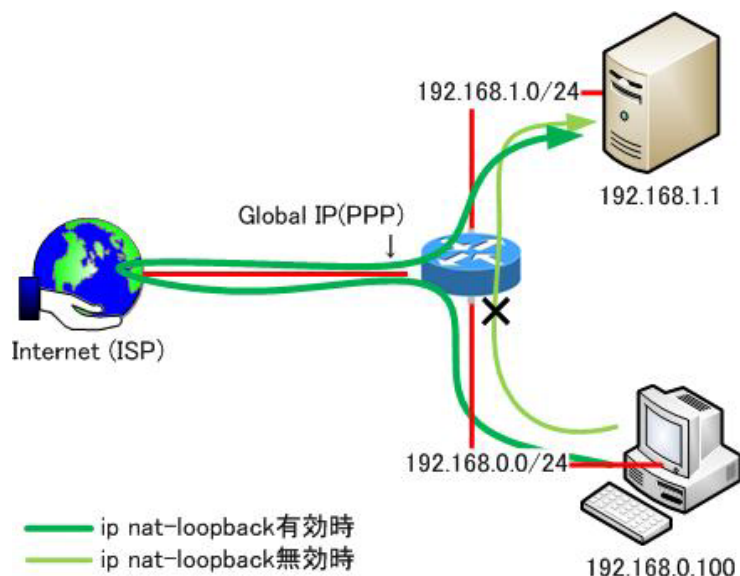 192.168.1.0/24
192.168.1.1
Global IP(PPP)
↓
Internet (ISP)
192.168.0.0/24
ip nat-loopback有効時
ip nat-loopback無効時
192.168.0.100